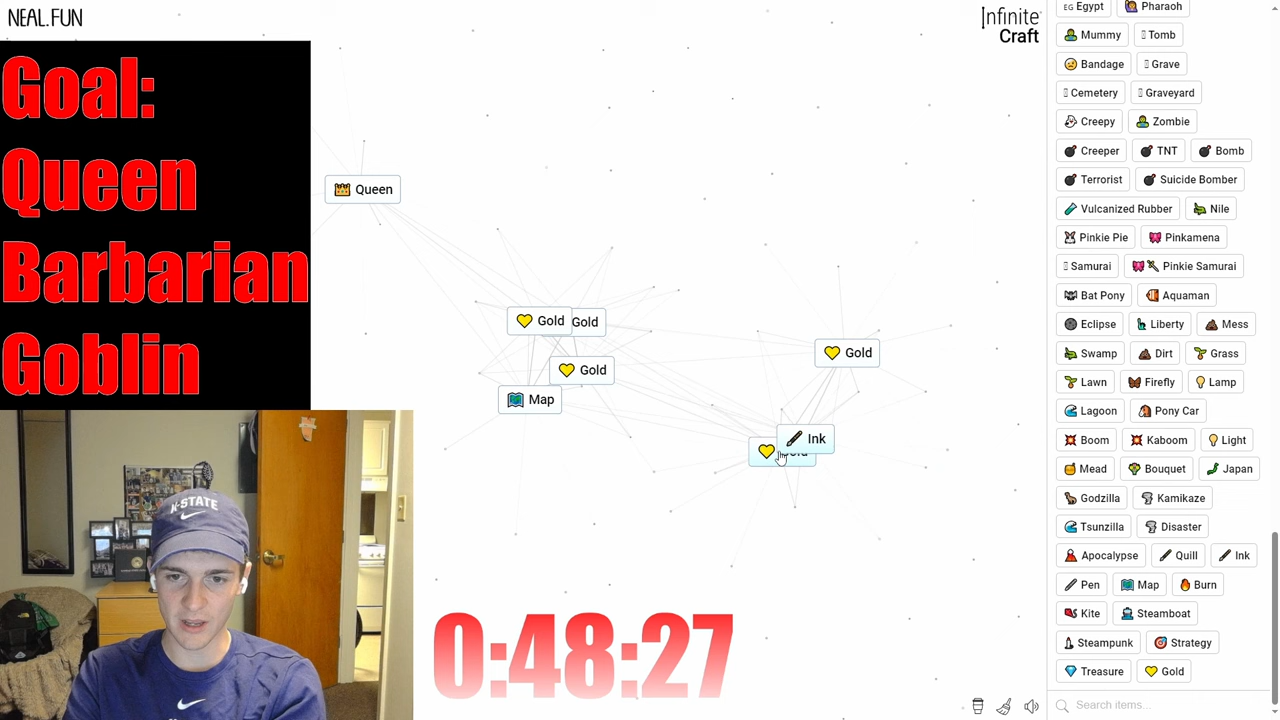 NEAL.FUN
Infinite
Craft
Goal:
Queen
Barbarian
Goblin
Queen
Gold
Gold
Gold
Map
Gold
Ink
K-STATE
0:48:27
EG Egypt
Pharaoh
Mummy
Tomb
Bandage
Grave
Cemetery
Graveyard
Creepy
Zombie
Creeper
TNT
Bomb
Terrorist
Suicide Bomber
Vulcanized Rubber
Nile
Pinkie Pie
Pinkamena
Samurai
Pinkie Samurai
Bat Pony
Aquaman
Eclipse
Liberty
Mess
Swamp
Dirt
Grass
Lawn
Firefly
Lamp
Lagoon
Pony Car
Boom
Kaboom
Light
Mead
Bouquet
Japan
Godzilla
Kamikaze
Tsunzilla
Disaster
Apocalypse
Quill
Ink
Pen
Map
Burn
Kite
Steamboat
Steampunk
Strategy
Treasure
Gold
Search items...